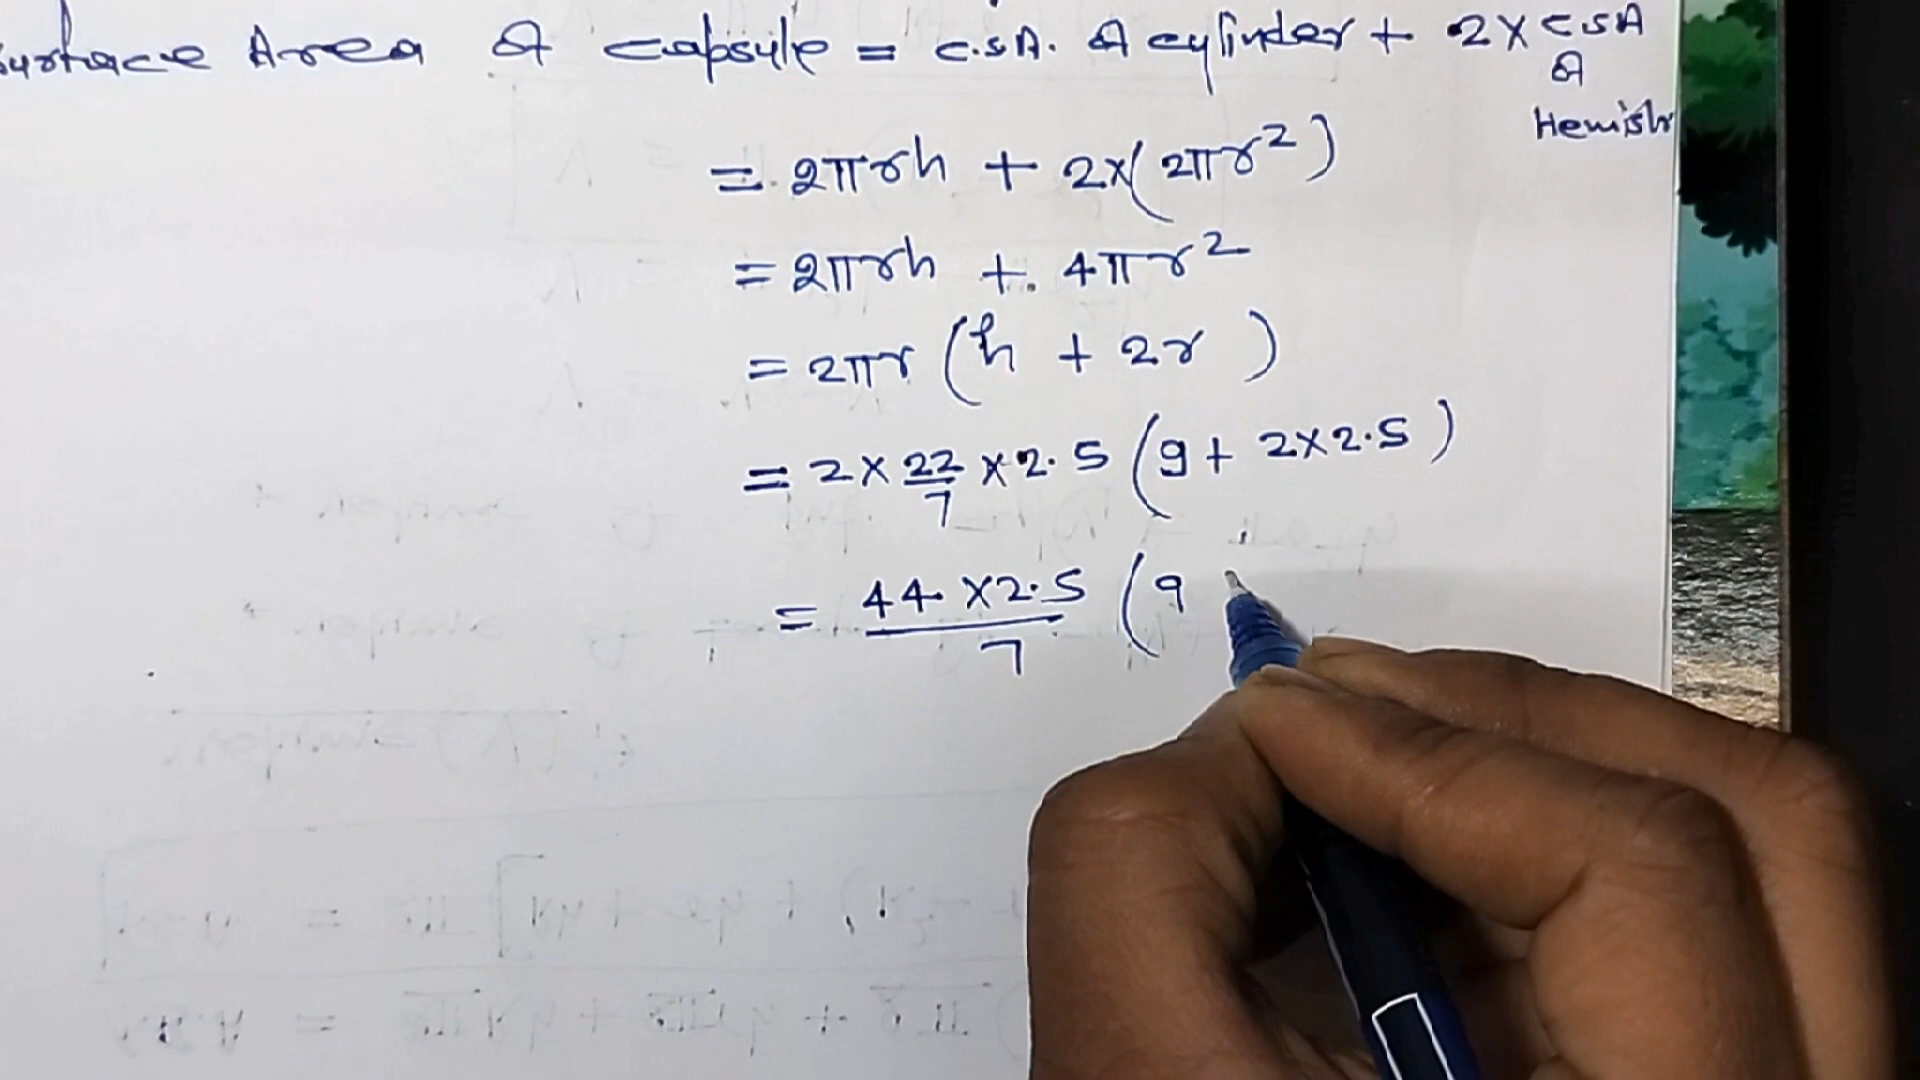 Surface Area of capsule = C.S.A. of cylinder + 2 × CSA
of
Hemish
= 2πrh + 2×(2πr²)
= 2πrh + 4πr²
= 2πr (h + 2r)
= 2 × 22/7 × 2.5 (9 + 2×2.5)
= 44 × 2.5 / 7 (9